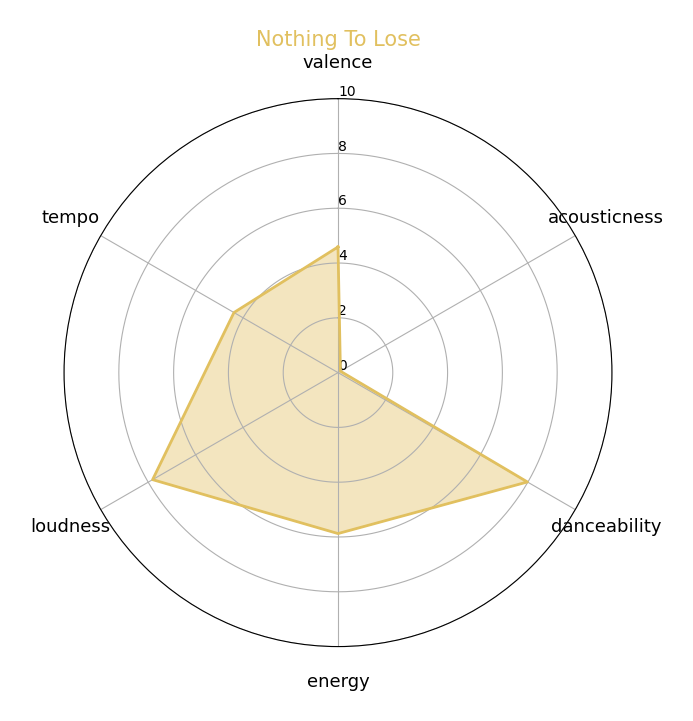 Nothing To Lose
valence
10
8
tempo
6
acousticness
4
2
0
loudness
danceability
energy